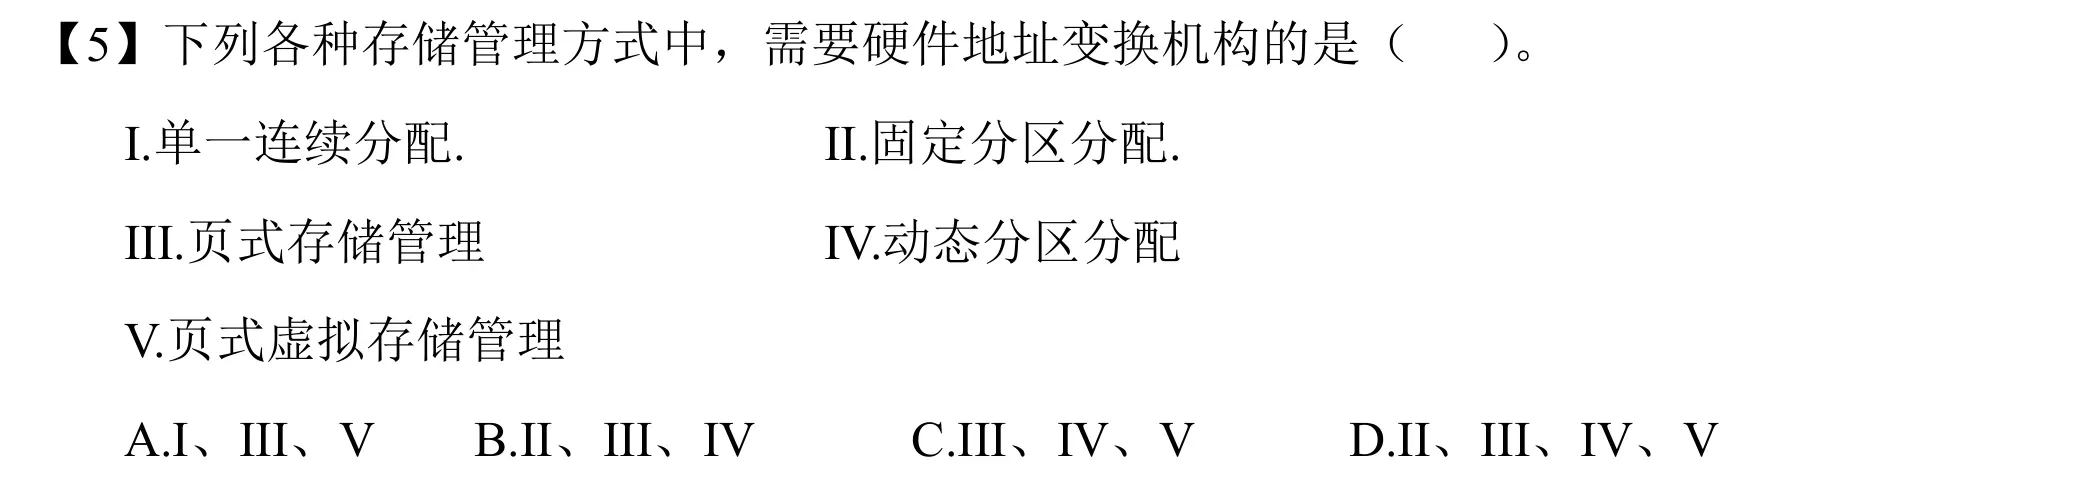 【5】下列各种存储管理方式中，需要硬件地址变换机构的是（ ）。
I.单一连续分配. II.固定分区分配.
III.页式存储管理 IV.动态分区分配
V.页式虚拟存储管理
A.I、III、V B.II、III、IV C.III、IV、V D.II、III、IV、V